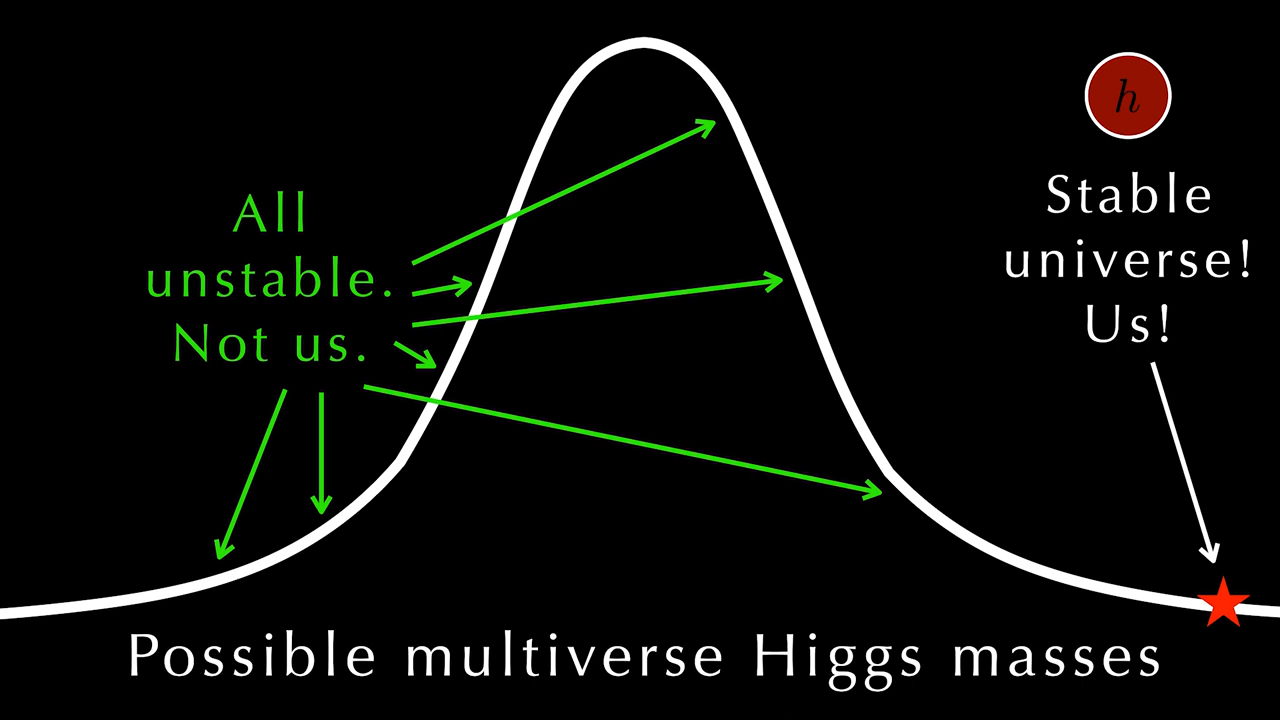 All
unstable.
Not us.
h
Stable
universe!
Us!
Possible multiverse Higgs masses